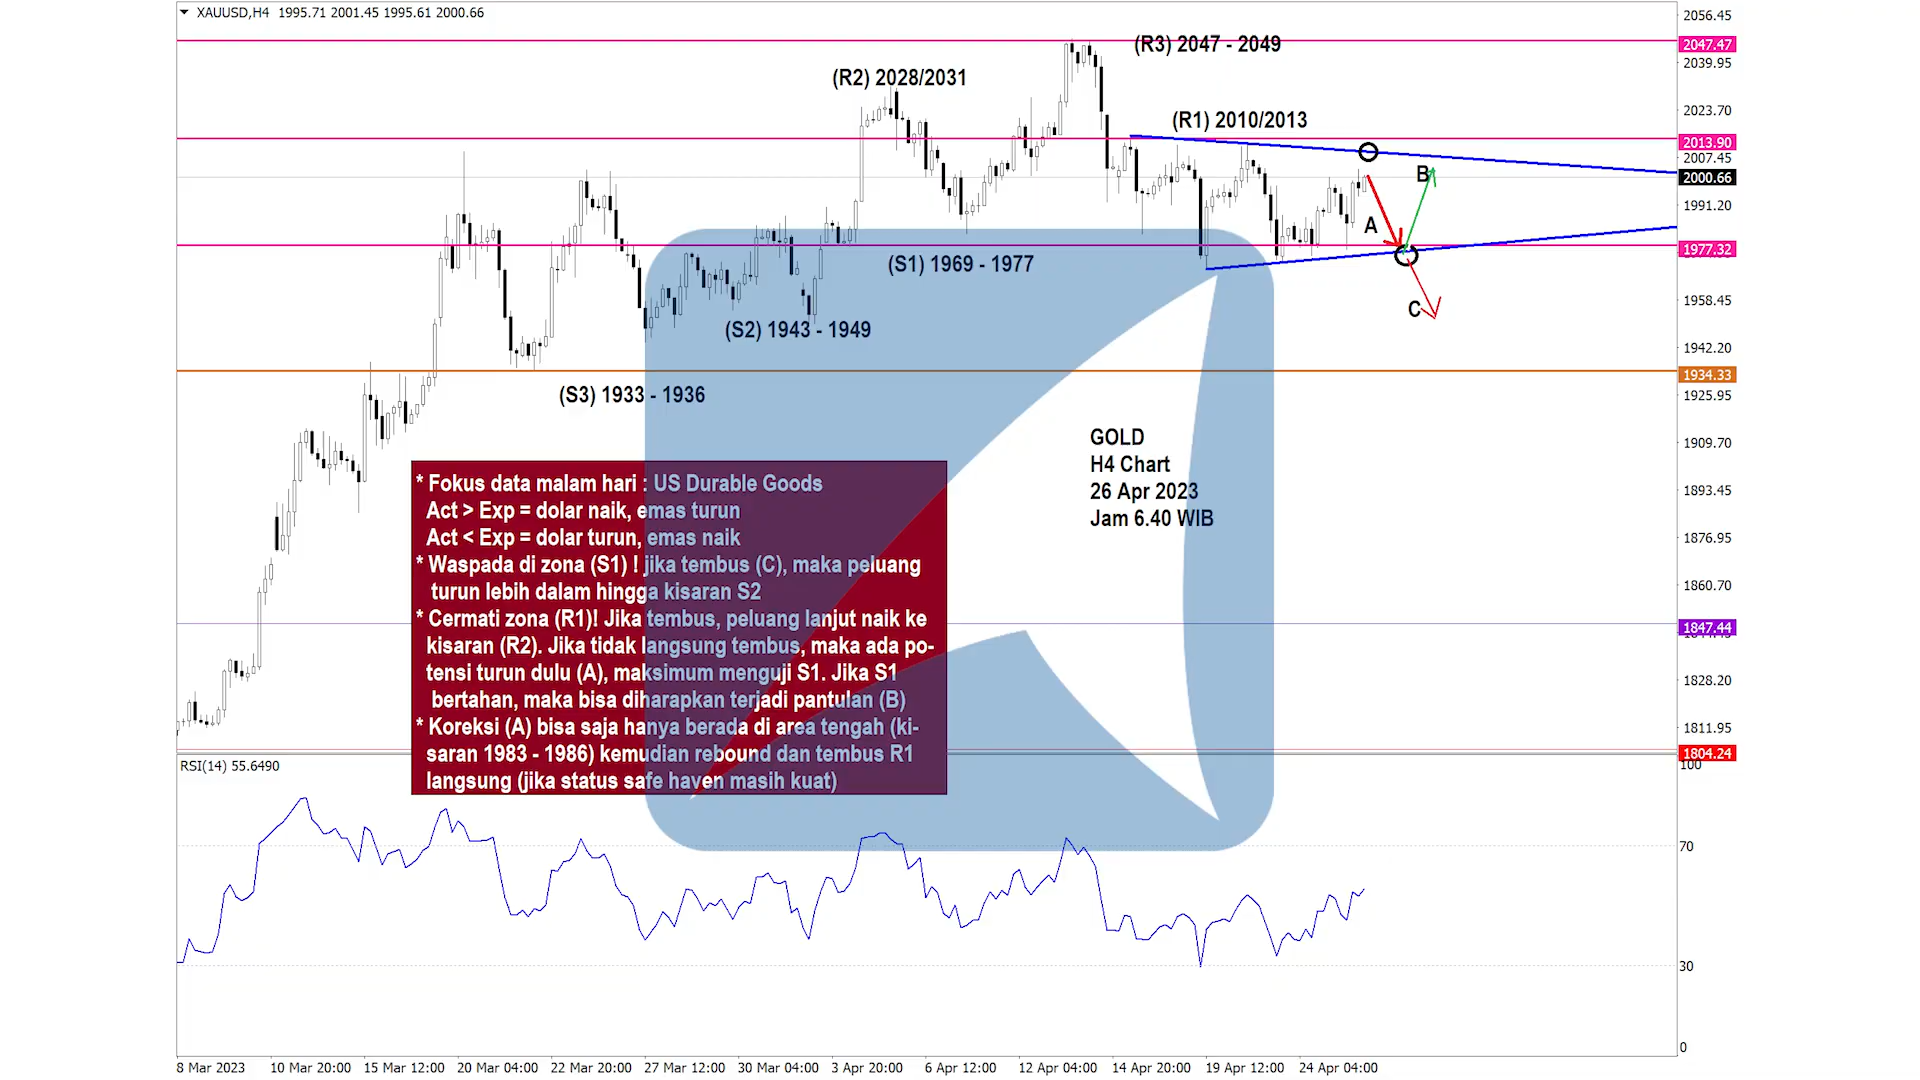 XAUUSD,H4 1995.71 2001.45 1995.61 2000.66
2056.45
(R3) 2047 - 2049
2047.47
2039.95
(R2) 2028/2031
2023.70
(R1) 2010/2013
2013.90
2007.45
B
2000.66
1991.20
A
(S1) 1969 - 1977
1977.32
1958.45
C
(S2) 1943 - 1949
1942.20
1934.33
(S3) 1933 - 1936
1925.95
GOLD
H4 Chart
26 Apr 2023
Jam 6.40 WIB
1909.70
1893.45
1876.95
1860.70
1847.44
1828.20
1811.95
1804.24
* Fokus data malam hari : US Durable Goods
Act > Exp = dolar naik, emas turun
Act < Exp = dolar turun, emas naik
* Waspada di zona (S1) ! jika tembus (C), maka peluang
turun lebih dalam hingga kisaran S2
* Cermati zona (R1)! Jika tembus, peluang lanjut naik ke
kisaran (R2). Jika tidak langsung tembus, maka ada po-
tensi turun dulu (A), maksimum menguji S1. Jika S1
bertahan, maka bisa diharapkan terjadi pantulan (B)
* Koreksi (A) bisa saja hanya berada di area tengah (ki-
saran 1983 - 1986) kemudian rebound dan tembus R1
langsung (jika status safe haven masih kuat)
RSI(14) 55.6490
100
70
30
0
8 Mar 2023 10 Mar 20:00 15 Mar 12:00 20 Mar 04:00 22 Mar 20:00 27 Mar 12:00 30 Mar 04:00 3 Apr 20:00 6 Apr 12:00 12 Apr 04:00 14 Apr 20:00 19 Apr 12:00 24 Apr 04:00